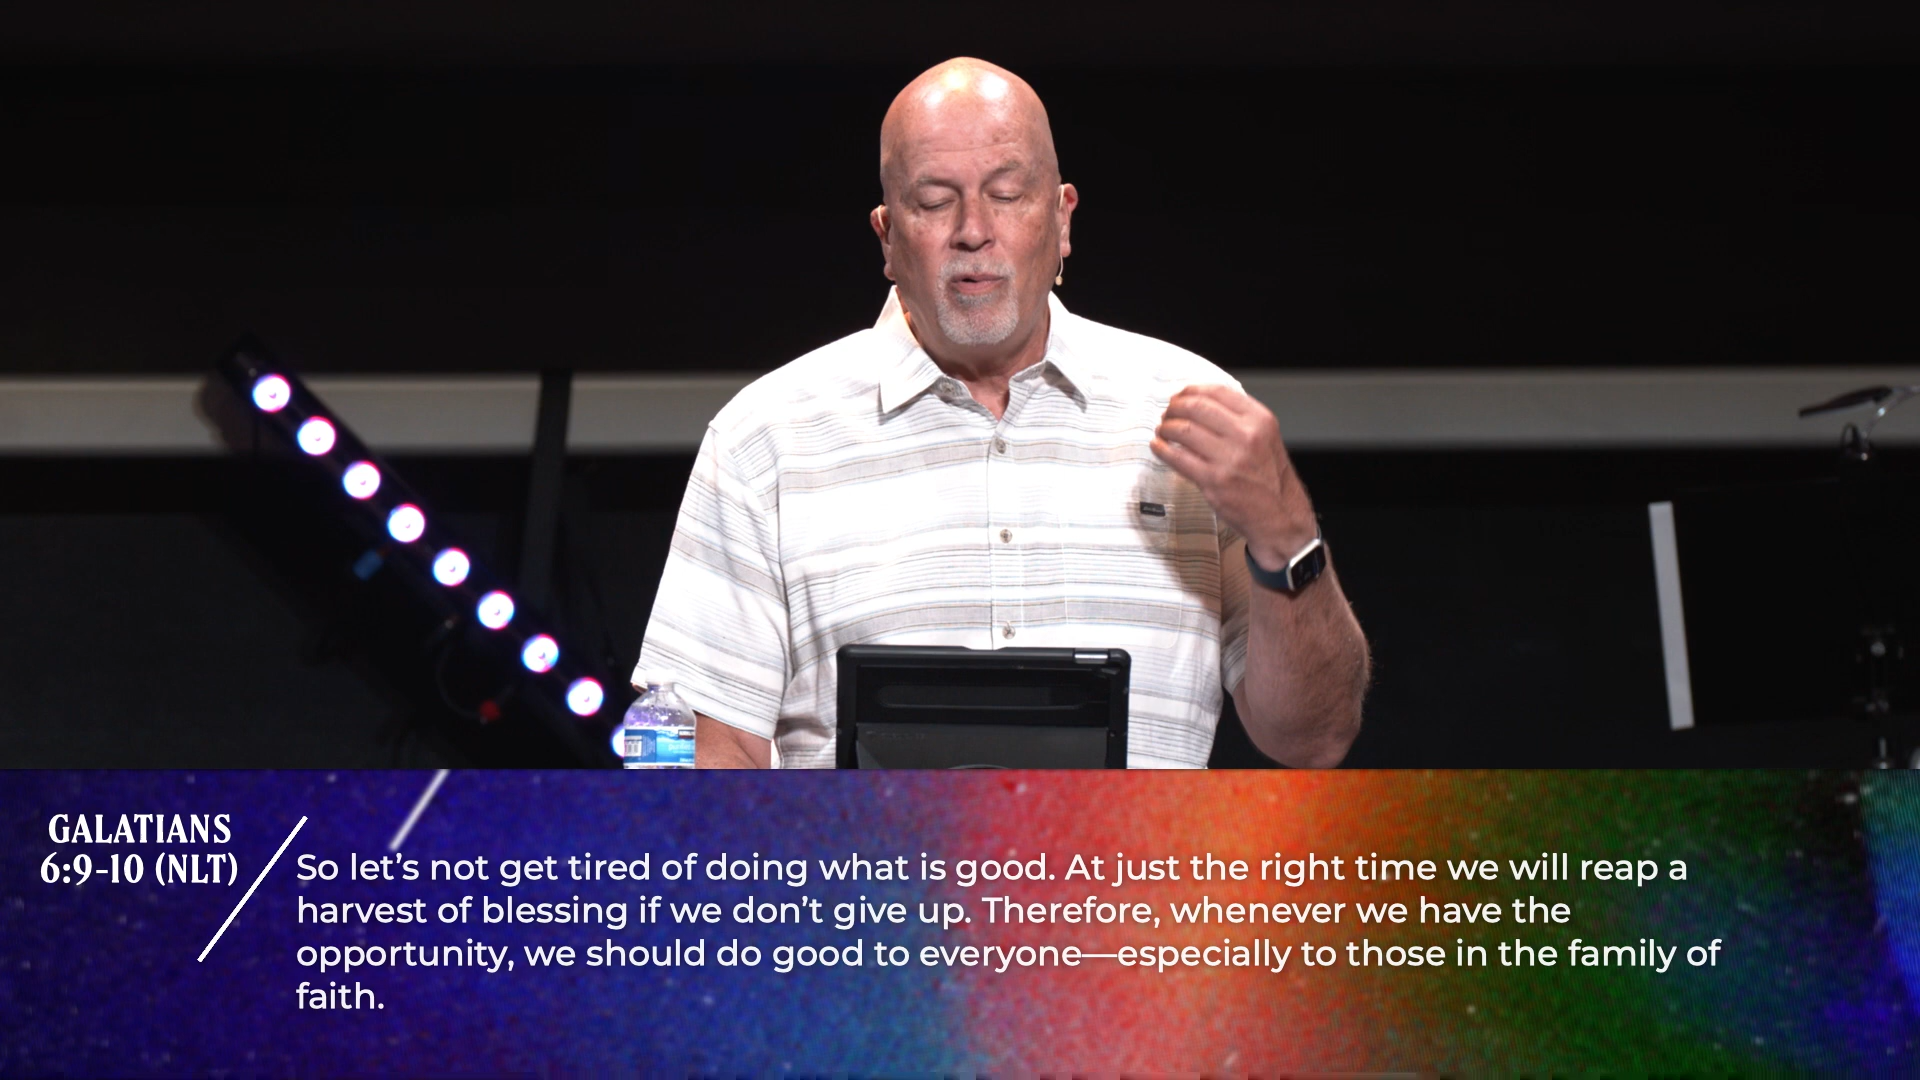 GALATIANS
6:9-10 (NLT)
So let’s not get tired of doing what is good. At just the right time we will reap a
harvest of blessing if we don’t give up. Therefore, whenever we have the
opportunity, we should do good to everyone—especially to those in the family of
faith.